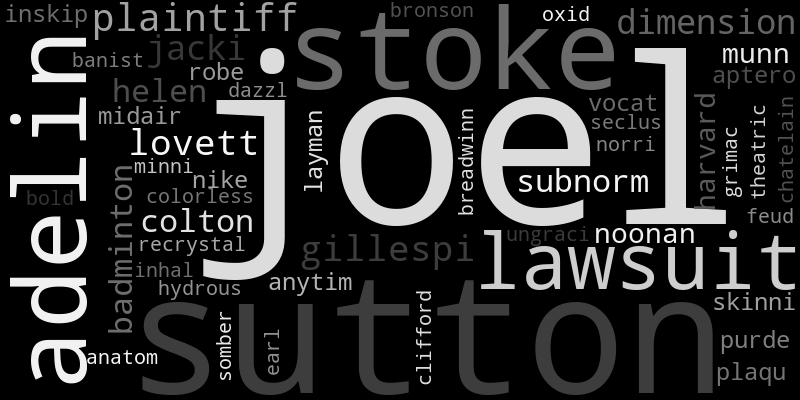 inskip
plaintiff
bronson
oxid
dimension
banist
jacki
stoke
munn
robe
aptero
helen
dazzl
joel
midair
vocat
seclus
lovett
layman
breadwinn
norri
harvard
grimac
theatric
chatelain
minni
nike
subnorm
adelin
bold
colorless
badminton
colton
feud
recrystal
gillespi
ungraci
noonan
lawsuit
inhal
hydrous
anytim
skinni
sutton
anatom
somber
earl
clifford
purde
plaqu